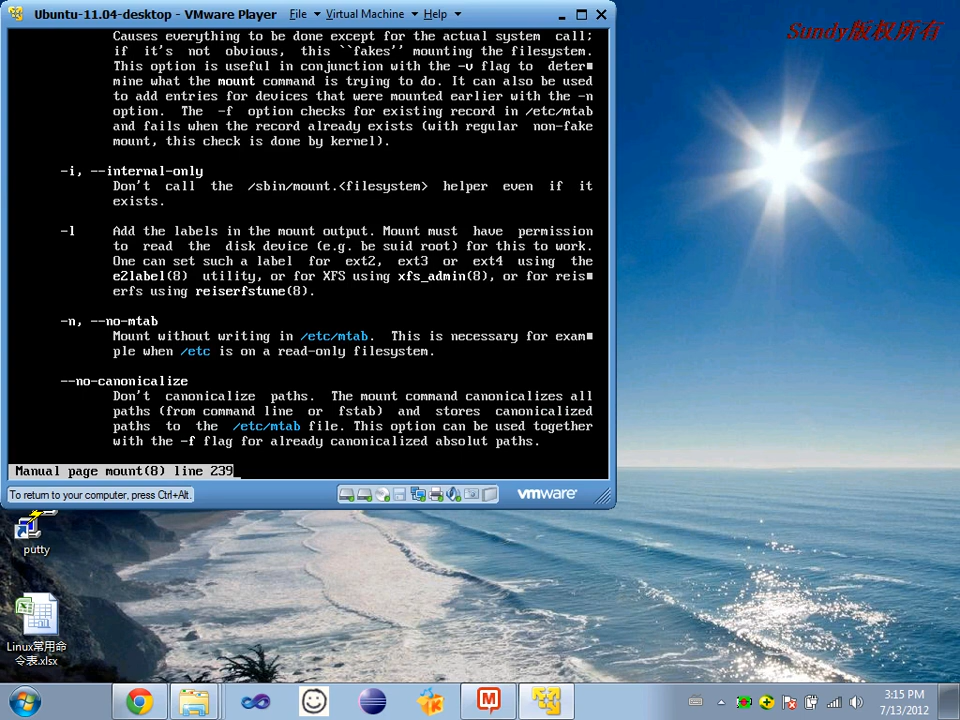 Ubuntu-11.04-desktop - VMware Player File Virtual Machine Help
Sundy版权所有
Causes everything to be done except for the actual system call;
if it's not obvious, this ``fakes'' mounting the filesystem.
This option is useful in conjunction with the -v flag to deter
mine what the mount command is trying to do. It can also be used
to add entries for devices that were mounted earlier with the -n
option. The -f option checks for existing record in /etc/mtab
and fails when the record already exists (with regular non-fake
mount, this check is done by kernel).
-i, --internal-only
Don't call the /sbin/mount.<filesystem> helper even if it
exists.
-l Add the labels in the mount output. Mount must have permission
to read the disk device (e.g. be suid root) for this to work.
One can set such a label for ext2, ext3 or ext4 using the
e2label(8) utility, or for XFS using xfs_admin(8), or for reis
erfs using reiserfstune(8).
-n, --no-mtab
Mount without writing in /etc/mtab. This is necessary for exam
ple when /etc is on a read-only filesystem.
--no-canonicalize
Don't canonicalize paths. The mount command canonicalizes all
paths (from command line or fstab) and stores canonicalized
paths to the /etc/mtab file. This option can be used together
with the -f flag for already canonicalized absolut paths.
Manual page mount(8) line 239
To return to your computer, press Ctrl+Alt.
vmware
putty
Linux常用命
令表.xlsx
3:15 PM
7/13/2012